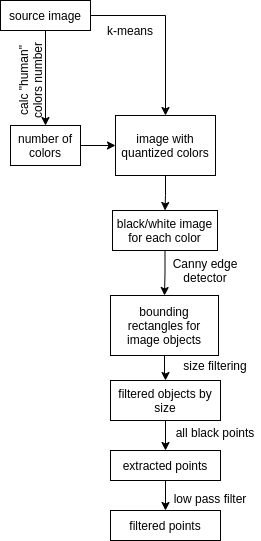 source image
k-means
calc "human"
colors number
number of
colors
image with
quantized colors
black/white image
for each color
Canny edge
detector
bounding
rectangles for
image objects
size filtering
filtered objects by
size
all black points
extracted points
low pass filter
filtered points